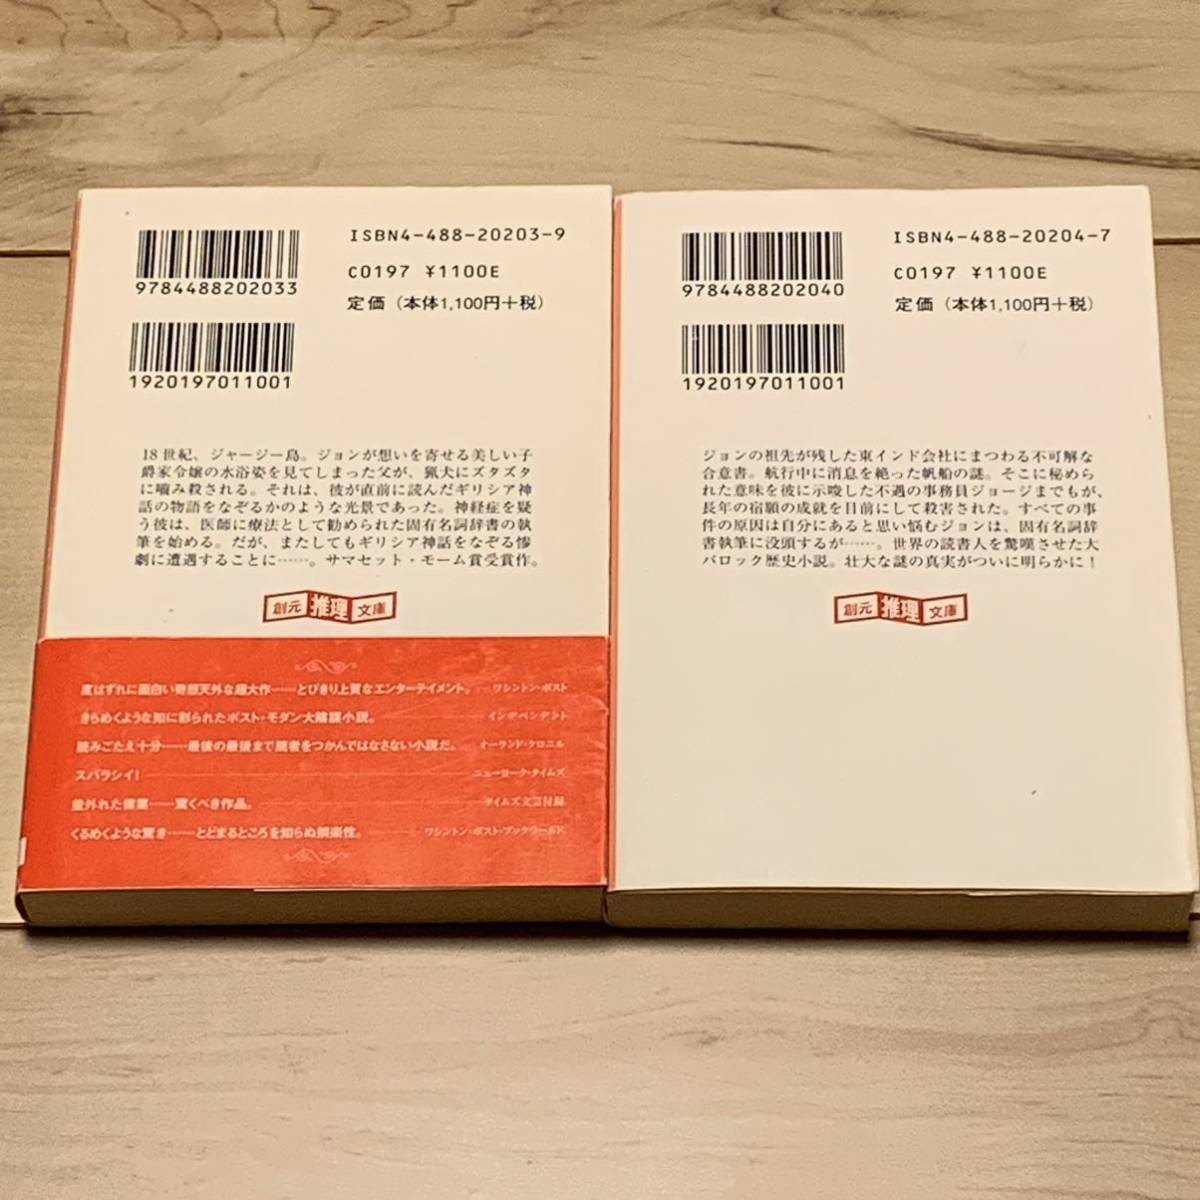 ISBN4-488-20203-9
C0197 ¥1100E
定価（本体1,100円+税）
9784488202033
1920197011001
18世紀、ジャージー島。ジョンが想いを寄せる美しい子
爵家令嬢の水浴姿を見てしまった父が、猟犬にズタズタ
に嚙み殺される。それは、彼が直前に読んだギリシア神
話の物語をなぞるかのような光景であった。神経症を疑
う彼は、医師に療法として勧められた固有名詞辞書の執
筆を始める。だが、またしてもギリシア神話をなぞる惨
劇に遭遇することに……。サマセット・モーム賞受賞作。
創元 推理 文庫
度はずれに面白い奇想天外な超大作……とびきり上質なエンターテイメント。 ワシントン・ポスト
きらめくような知に彩られたポスト・モダン大陰謀小説。 インデペンデント
読みごたえ十分……最後の最後まで読者をつかんではなさない小説だ。 オーランド・クロニクル
スバラシイ! ニューヨーク・タイムズ
並外れた偉業……驚くべき作品。 タイムズ文芸付録
くるめくような驚き……とどまるところを知らぬ娯楽性。 ワシントン・ポスト・ブックワールド
ISBN4-488-20204-7
C0197 ¥1100E
定価（本体1,100円+税）
9784488202040
1920197011001
ジョンの祖先が残した東インド会社にまつわる不可解な
合意書。航行中に消息を絶った帆船の謎。そこに秘めら
れた意味を彼に示唆した不遇の事務員ジョージまでもが、
長年の宿願の成就を目前にして殺害された。すべての事
件の原因は自分にあると思い悩むジョンは、固有名詞辞
書執筆に没頭するが……。世界の読書人を驚嘆させた大
バロック歴史小説。壮大な謎の真実がついに明らかに！
創元 推理 文庫